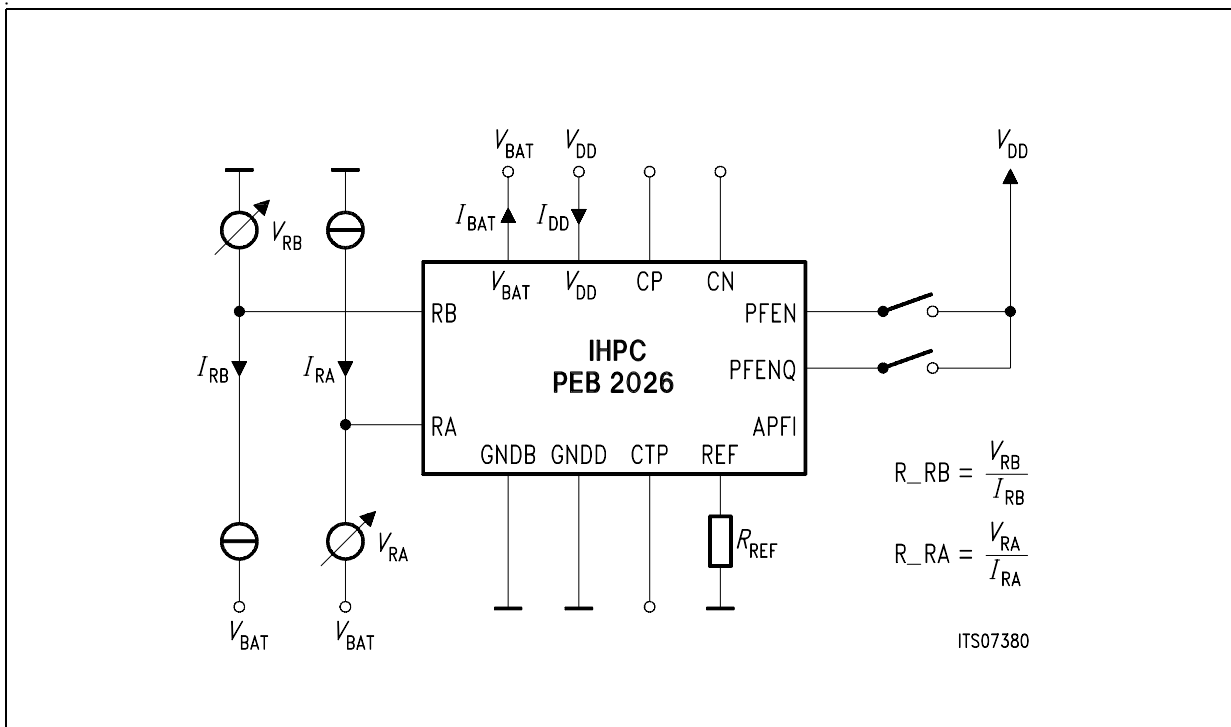 V_BAT V_DD V_DD
V_RB I_BAT I_DD
V_BAT V_DD CP CN
RB PFEN
IHPC
PEB 2026
I_RB I_RA PFENQ
RA APFI
GNDB GNDD CTP REF
R_RB = V_RB / I_RB
V_RA R_REF
R_RA = V_RA / I_RA
V_BAT V_BAT
ITS07380